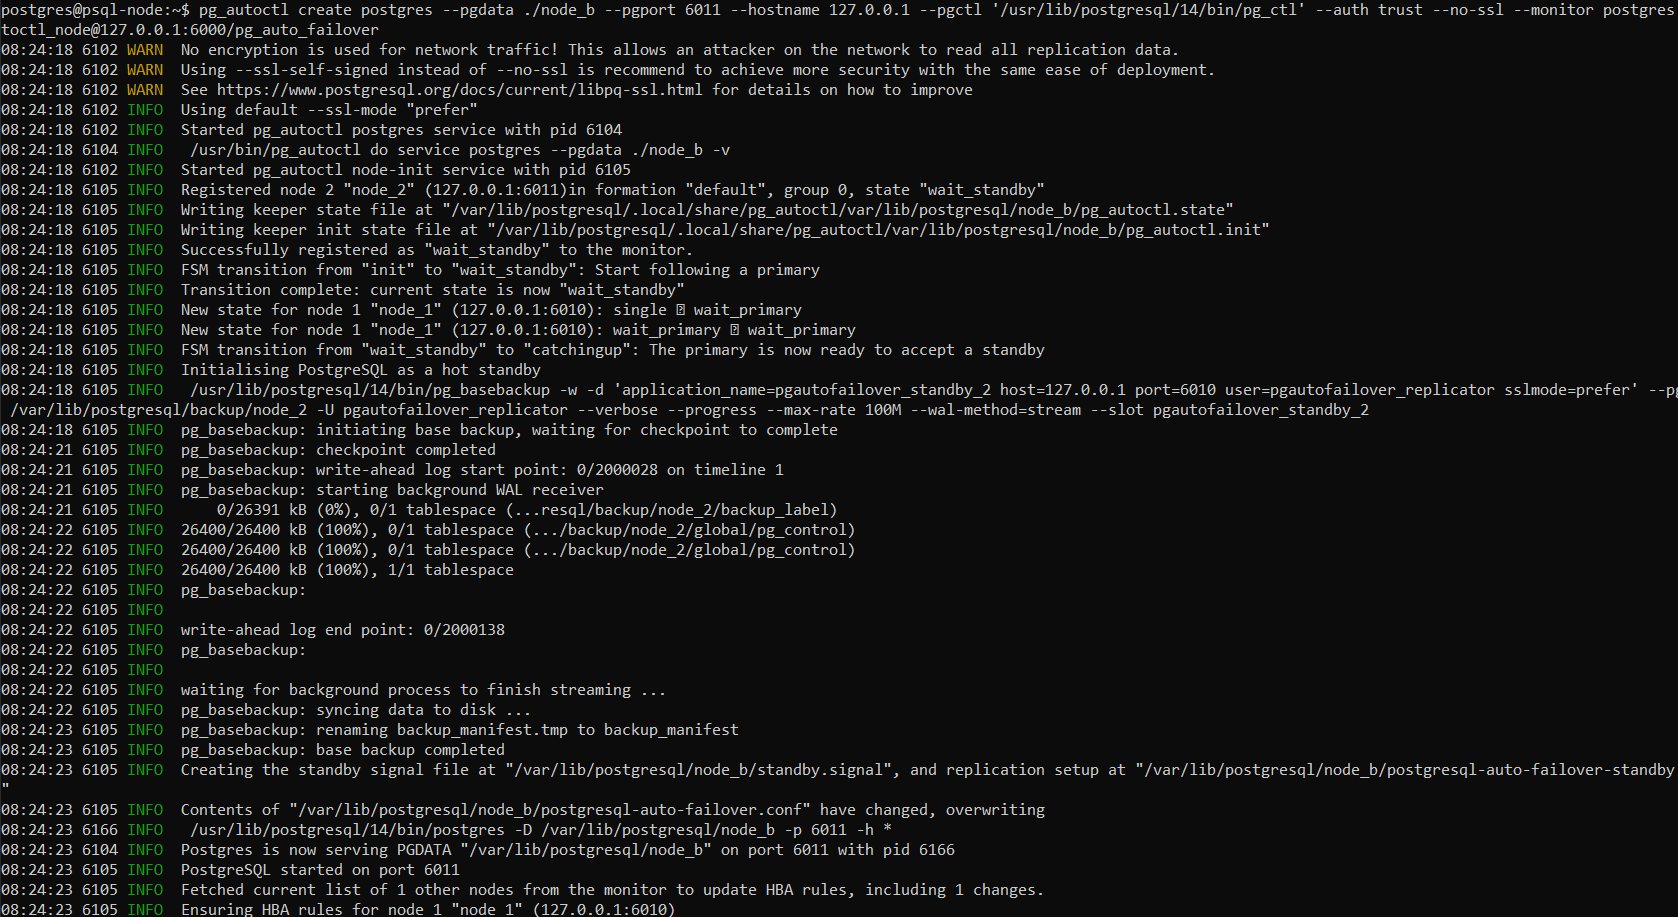 postgres@psql-node:~$ pg_autoctl create postgres --pgdata ./node_b --pgport 6011 --hostname 127.0.0.1 --pgctl '/usr/lib/postgresql/14/bin/pg_ctl' --auth trust --no-ssl --monitor postgres
toctl_node@127.0.0.1:6000/pg_auto_failover
08:24:18 6102 WARN  No encryption is used for network traffic! This allows an attacker on the network to read all replication data.
08:24:18 6102 WARN  Using --ssl-self-signed instead of --no-ssl is recommend to achieve more security with the same ease of deployment.
08:24:18 6102 WARN  See https://www.postgresql.org/docs/current/libpq-ssl.html for details on how to improve
08:24:18 6102 INFO  Using default --ssl-mode "prefer"
08:24:18 6102 INFO  Started pg_autoctl postgres service with pid 6104
08:24:18 6104 INFO   /usr/bin/pg_autoctl do service postgres --pgdata ./node_b -v
08:24:18 6102 INFO  Started pg_autoctl node-init service with pid 6105
08:24:18 6105 INFO  Registered node 2 "node_2" (127.0.0.1:6011)in formation "default", group 0, state "wait_standby"
08:24:18 6105 INFO  Writing keeper state file at "/var/lib/postgresql/.local/share/pg_autoctl/var/lib/postgresql/node_b/pg_autoctl.state"
08:24:18 6105 INFO  Writing keeper init state file at "/var/lib/postgresql/.local/share/pg_autoctl/var/lib/postgresql/node_b/pg_autoctl.init"
08:24:18 6105 INFO  Successfully registered as "wait_standby" to the monitor.
08:24:18 6105 INFO  FSM transition from "init" to "wait_standby": Start following a primary
08:24:18 6105 INFO  Transition complete: current state is now "wait_standby"
08:24:18 6105 INFO  New state for node 1 "node_1" (127.0.0.1:6010): single ⍰ wait_primary
08:24:18 6105 INFO  New state for node 1 "node_1" (127.0.0.1:6010): wait_primary ⍰ wait_primary
08:24:18 6105 INFO  FSM transition from "wait_standby" to "catchingup": The primary is now ready to accept a standby
08:24:18 6105 INFO  Initialising PostgreSQL as a hot standby
08:24:18 6105 INFO   /usr/lib/postgresql/14/bin/pg_basebackup -w -d 'application_name=pgautofailover_standby_2 host=127.0.0.1 port=6010 user=pgautofailover_replicator sslmode=prefer' --pg
/var/lib/postgresql/backup/node_2 -U pgautofailover_replicator --verbose --progress --max-rate 100M --wal-method=stream --slot pgautofailover_standby_2
08:24:18 6105 INFO  pg_basebackup: initiating base backup, waiting for checkpoint to complete
08:24:21 6105 INFO  pg_basebackup: checkpoint completed
08:24:21 6105 INFO  pg_basebackup: write-ahead log start point: 0/2000028 on timeline 1
08:24:21 6105 INFO  pg_basebackup: starting background WAL receiver
08:24:21 6105 INFO      0/26391 kB (0%), 0/1 tablespace (...resql/backup/node_2/backup_label)
08:24:22 6105 INFO  26400/26400 kB (100%), 0/1 tablespace (.../backup/node_2/global/pg_control)
08:24:22 6105 INFO  26400/26400 kB (100%), 0/1 tablespace (.../backup/node_2/global/pg_control)
08:24:22 6105 INFO  26400/26400 kB (100%), 1/1 tablespace
08:24:22 6105 INFO  pg_basebackup:
08:24:22 6105 INFO
08:24:22 6105 INFO  write-ahead log end point: 0/2000138
08:24:22 6105 INFO  pg_basebackup:
08:24:22 6105 INFO
08:24:22 6105 INFO  waiting for background process to finish streaming ...
08:24:22 6105 INFO  pg_basebackup: syncing data to disk ...
08:24:23 6105 INFO  pg_basebackup: renaming backup_manifest.tmp to backup_manifest
08:24:23 6105 INFO  pg_basebackup: base backup completed
08:24:23 6105 INFO  Creating the standby signal file at "/var/lib/postgresql/node_b/standby.signal", and replication setup at "/var/lib/postgresql/node_b/postgresql-auto-failover-standby
"
08:24:23 6105 INFO  Contents of "/var/lib/postgresql/node_b/postgresql-auto-failover.conf" have changed, overwriting
08:24:23 6166 INFO   /usr/lib/postgresql/14/bin/postgres -D /var/lib/postgresql/node_b -p 6011 -h *
08:24:23 6104 INFO  Postgres is now serving PGDATA "/var/lib/postgresql/node_b" on port 6011 with pid 6166
08:24:23 6105 INFO  PostgreSQL started on port 6011
08:24:23 6105 INFO  Fetched current list of 1 other nodes from the monitor to update HBA rules, including 1 changes.
08:24:23 6105 INFO  Ensuring HBA rules for node 1 "node_1" (127.0.0.1:6010)